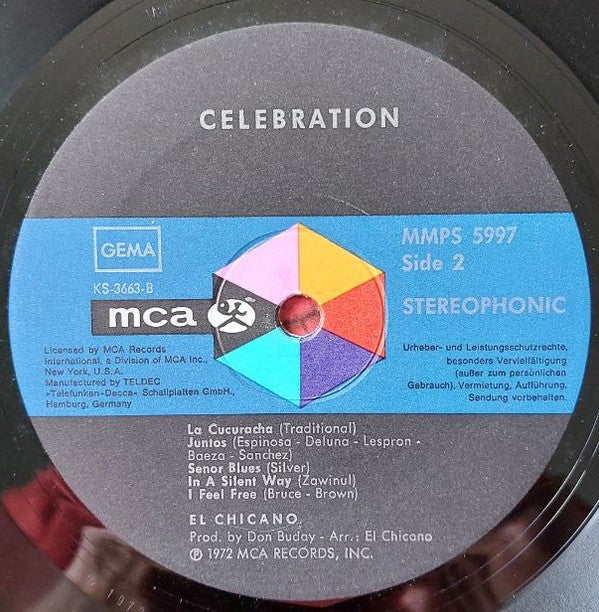 CELEBRATION
GEMA
KS-3663-B
mca
MMPS 5997
Side 2
STEREOPHONIC
Licensed by MCA Records
International, a Division of MCA Inc.,
New York, U.S.A.
Manufactured by TELDEC
»Telefunken-Decca« Schallplatten GmbH.,
Hamburg, Germany
Urheber- und Leistungsschutzrechte,
besonders Vervielfältigung
(außer zum persönlichen
Gebrauch), Vermietung, Aufführung,
Sendung vorbehalten.
La Cucuracha (Traditional)
Juntos (Espinosa - Deluna - Lespron -
Baeza - Sanchez)
Senor Blues (Silver)
In A Silent Way (Zawinul)
I Feel Free (Bruce - Brown)
EL CHICANO
Prod. by Don Buday - Arr.: El Chicano
Ⓟ 1972 MCA RECORDS, INC.